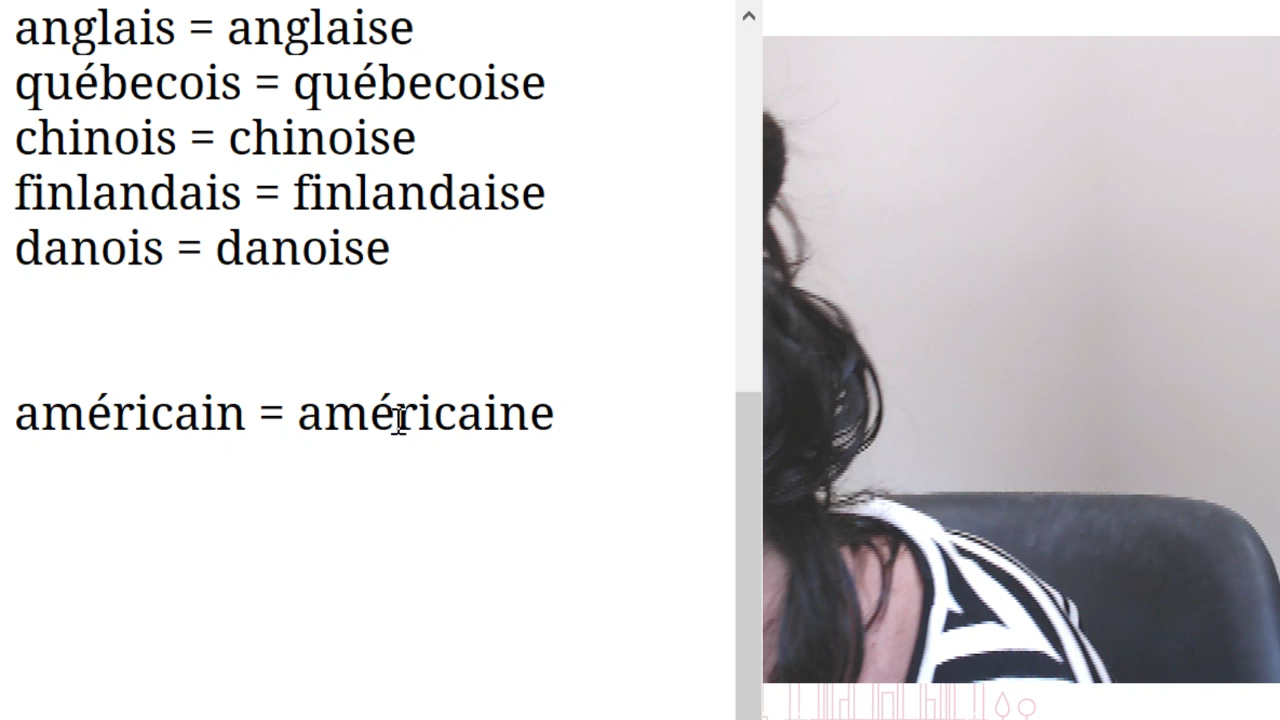 anglais = anglaise
québecois = québecoise
chinois = chinoise
finlandais = finlandaise
danois = danoise
américain = américaine